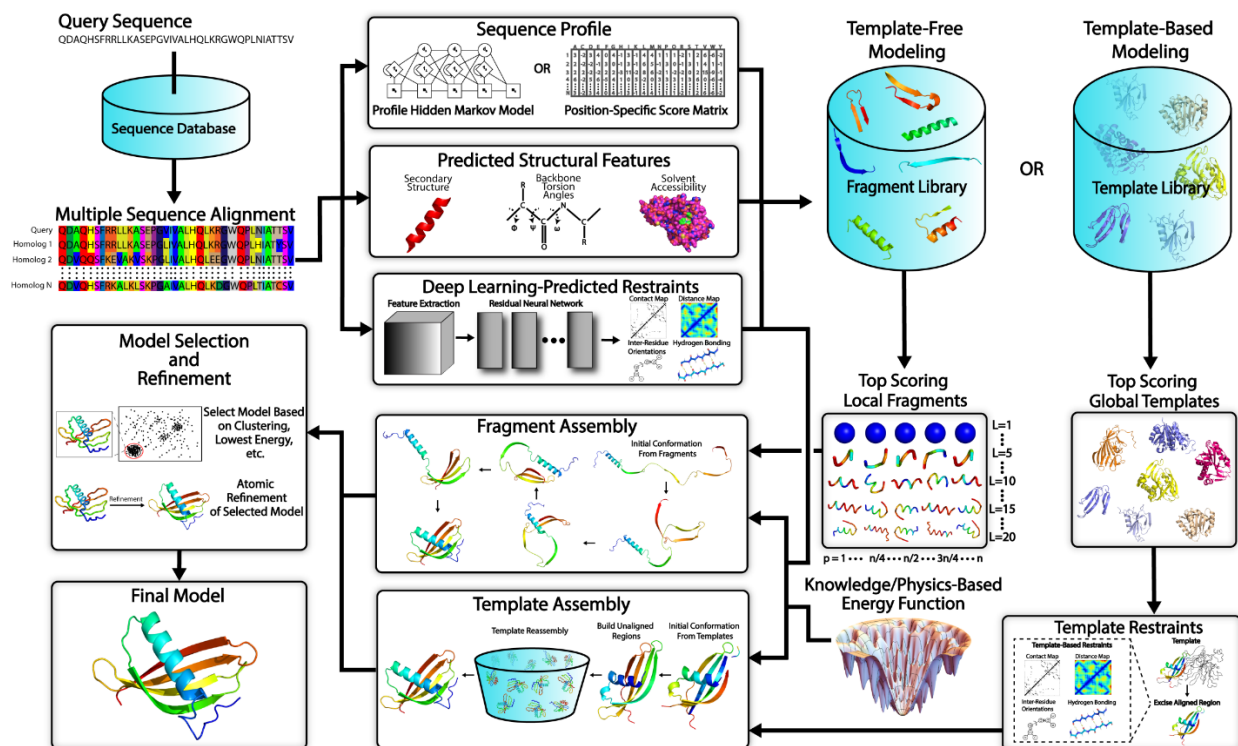 Query Sequence
QDAQHSFRRLLKASEPGVIVALHQLKRGWQPLNIATTSV
Sequence Database
Multiple Sequence Alignment
Query
QDAQHSFRRLLKASEPGVIVALHQLKRGWQPLNIATTSV
Homolog 1
Homolog 2
Homolog N
Sequence Profile
OR
Profile Hidden Markov Model
Position-Specific Score Matrix
Predicted Structural Features
Secondary
Structure
Backbone
Torsion
Angles
R
C
C
N
C
O
R
Φ
Ψ
ω
Solvent
Accessibility
Deep Learning-Predicted Restraints
Feature Extraction
Residual Neural Network
Contact Map
Distance Map
Inter-Residue
Orientations
Hydrogen Bonding
Template-Free
Modeling
Fragment Library
OR
Template-Based
Modeling
Template Library
Top Scoring
Local Fragments
L=1
L=5
L=10
L=15
L=20
p = 1 ···· n/4 ···· n/2 ···· 3n/4 ···· n
Top Scoring
Global Templates
Knowledge/Physics-Based
Energy Function
Template Restraints
Template-Based Restraints
Contact Map
Distance Map
Inter-Residue
Orientations
Hydrogen Bonding
Template
Excise Aligned Region
Fragment Assembly
Initial Conformation
From Fragments
Template Assembly
Template Reassembly
Build Unaligned
Regions
Initial Conformation
From Templates
Model Selection
and
Refinement
Select Model Based
on Clustering,
Lowest Energy,
etc.
Refinement
Atomic
Refinement
of Selected Model
Final Model